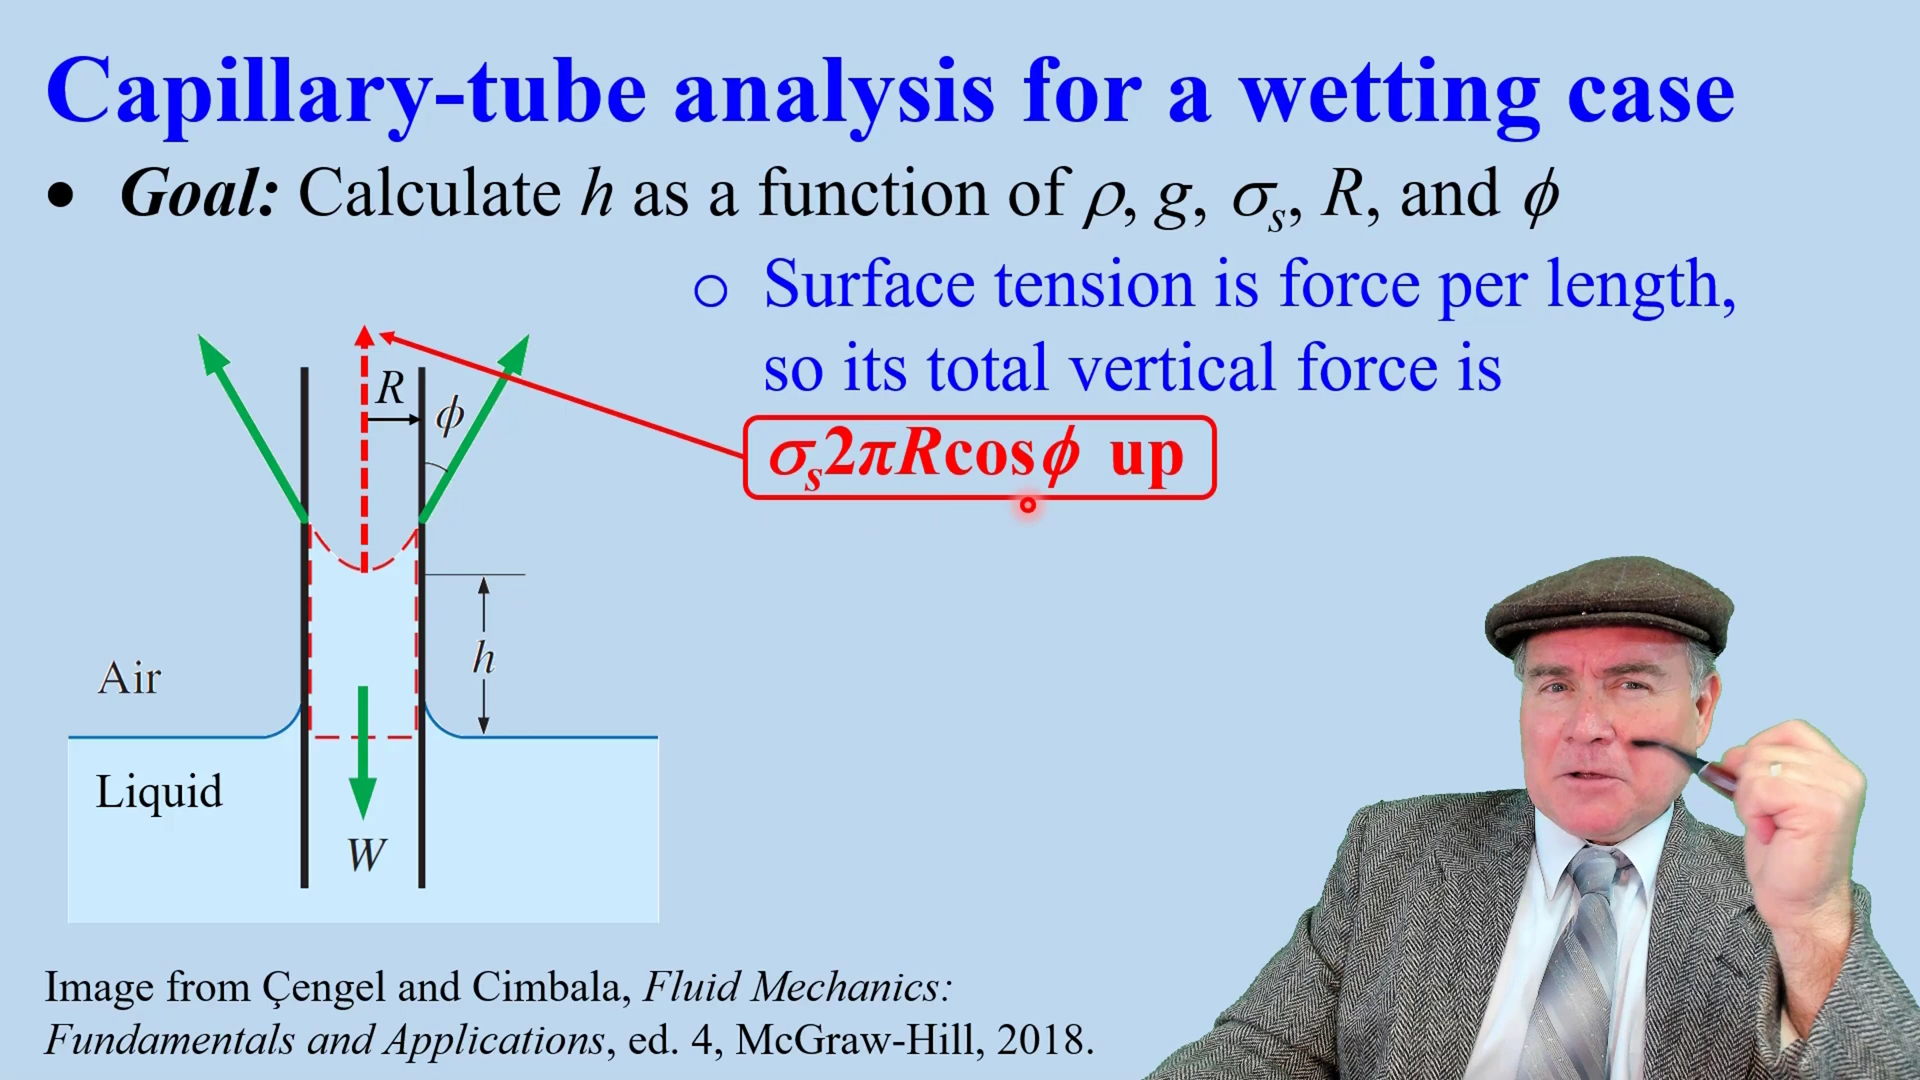 Capillary-tube analysis for a wetting case
• Goal: Calculate h as a function of ρ, g, σₛ, R, and ϕ
○ Surface tension is force per length,
so its total vertical force is
σₛ2πRcosϕ up
R
ϕ
h
Air
Liquid
W
Image from Çengel and Cimbala, Fluid Mechanics:
Fundamentals and Applications, ed. 4, McGraw-Hill, 2018.